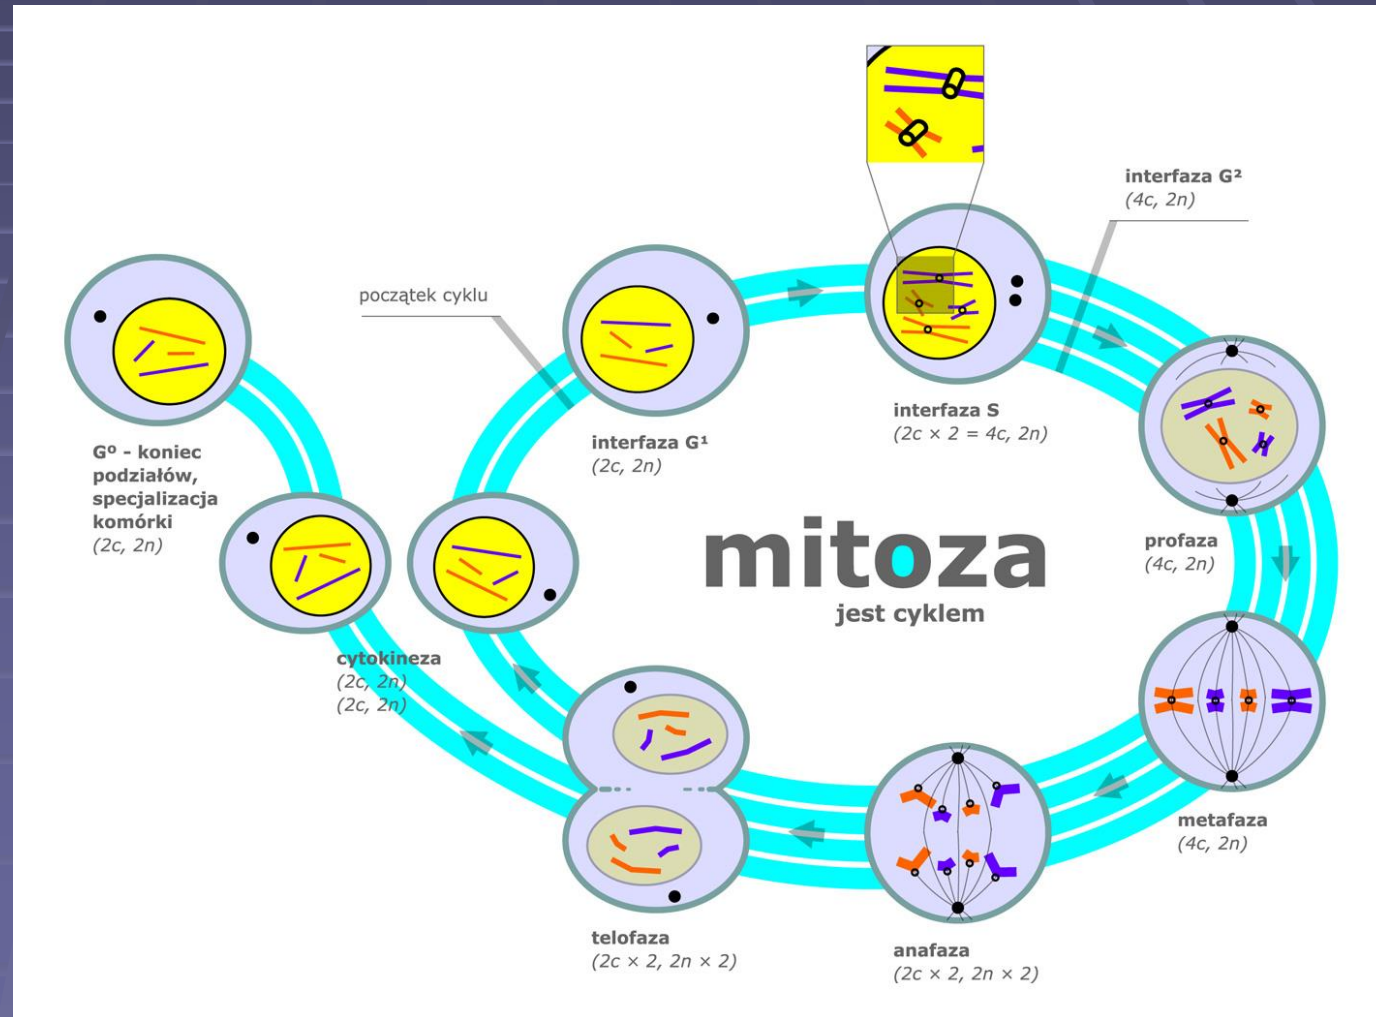 interfaza G²
(4c, 2n)
początek cyklu
interfaza G¹
(2c, 2n)
interfaza S
(2c × 2 = 4c, 2n)
Gº - koniec
podziałów,
specjalizacja
komórki
(2c, 2n)
mitoza
jest cyklem
profaza
(4c, 2n)
cytokineza
(2c, 2n)
(2c, 2n)
metafaza
(4c, 2n)
telofaza
(2c × 2, 2n × 2)
anafaza
(2c × 2, 2n × 2)